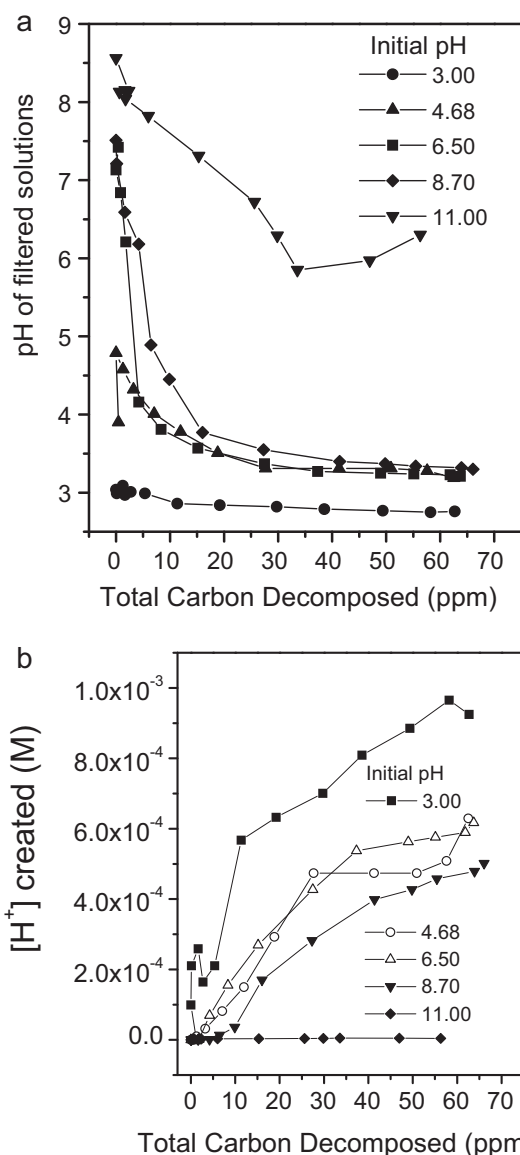 a
9
8
7
6
5
4
3
pH of filtered solutions
Initial pH
3.00
4.68
6.50
8.70
11.00
0 10 20 30 40 50 60 70
Total Carbon Decomposed (ppm)
b
1.0x10⁻³
8.0x10⁻⁴
6.0x10⁻⁴
4.0x10⁻⁴
2.0x10⁻⁴
0.0
[H⁺] created (M)
Initial pH
3.00
4.68
6.50
8.70
11.00
0 10 20 30 40 50 60 70
Total Carbon Decomposed (ppm